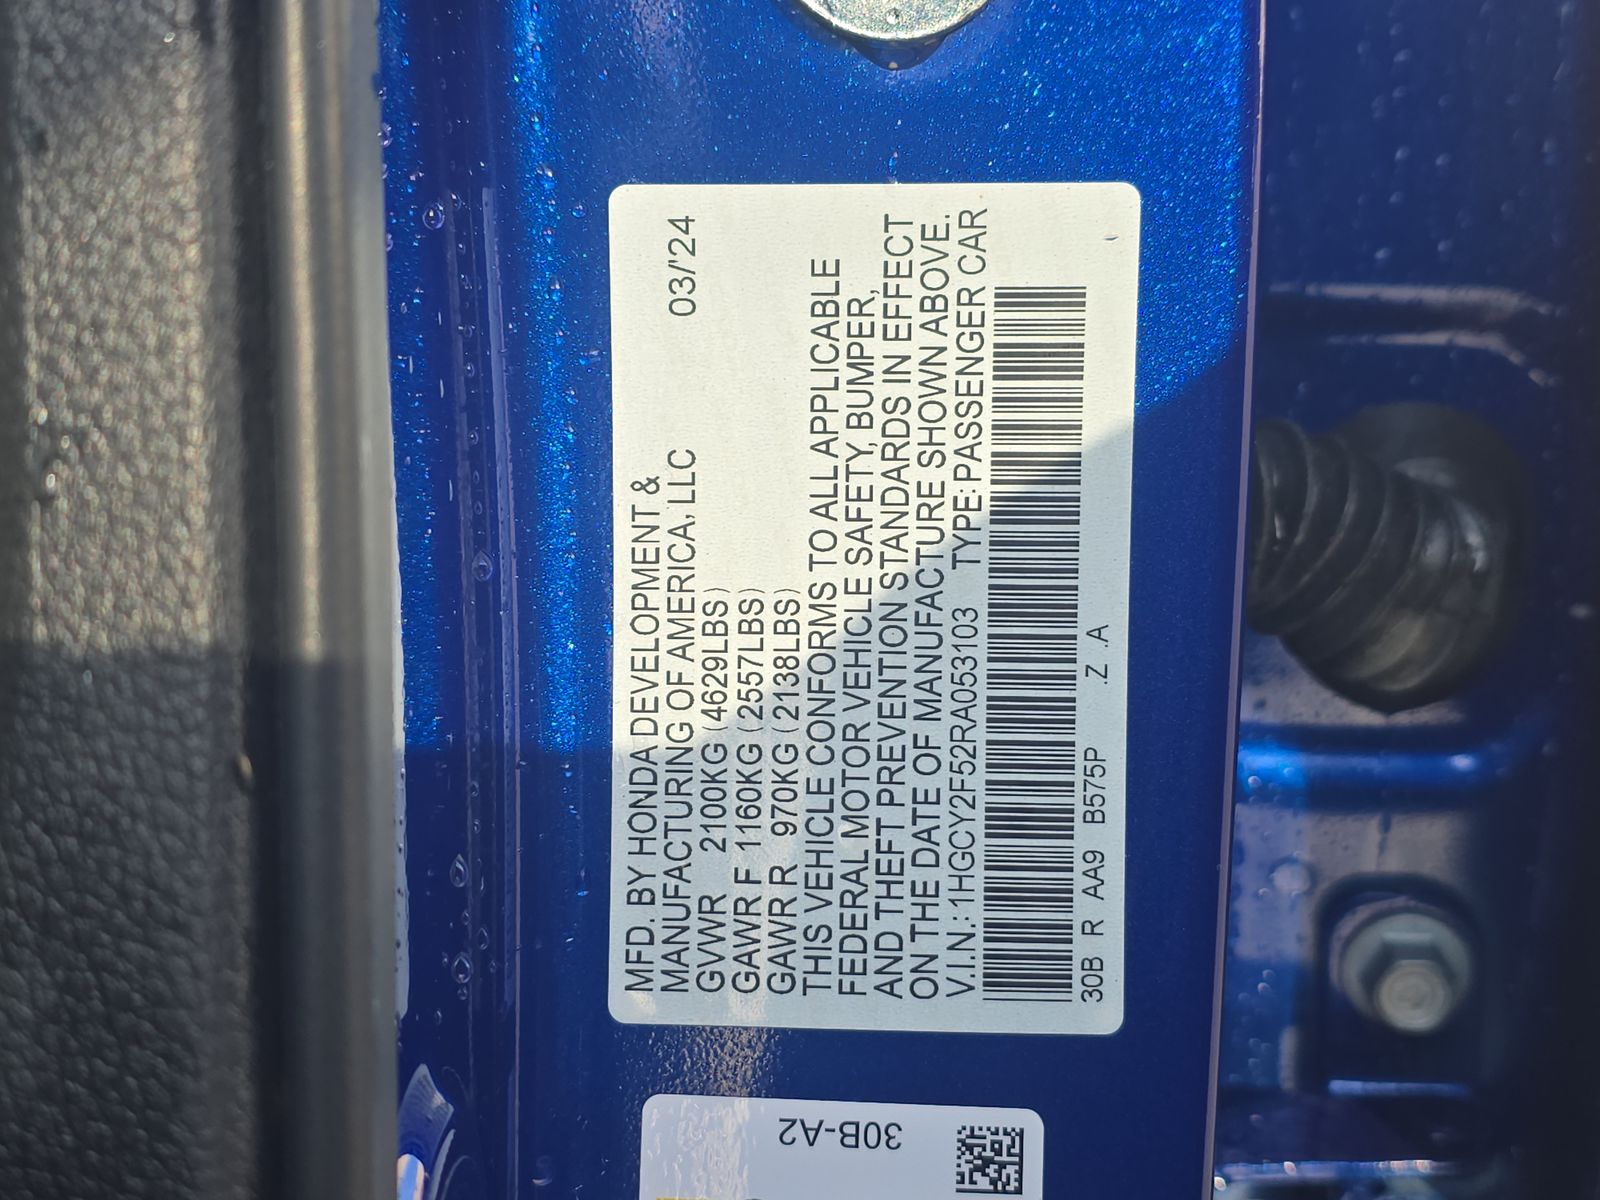 MFD. BY HONDA DEVELOPMENT &
MANUFACTURING OF AMERICA, LLC 03/'24
GVWR 2100KG (4629LBS)
GAWR F 1160KG (2557LBS)
GAWR R 970KG (2138LBS)
THIS VEHICLE CONFORMS TO ALL APPLICABLE
FEDERAL MOTOR VEHICLE SAFETY, BUMPER,
AND THEFT PREVENTION STANDARDS IN EFFECT
ON THE DATE OF MANUFACTURE SHOWN ABOVE.
V.I.N.: 1HGCY2F52RA053103 TYPE: PASSENGER CAR
30B R AA9 B575P .Z .A
30B-A2